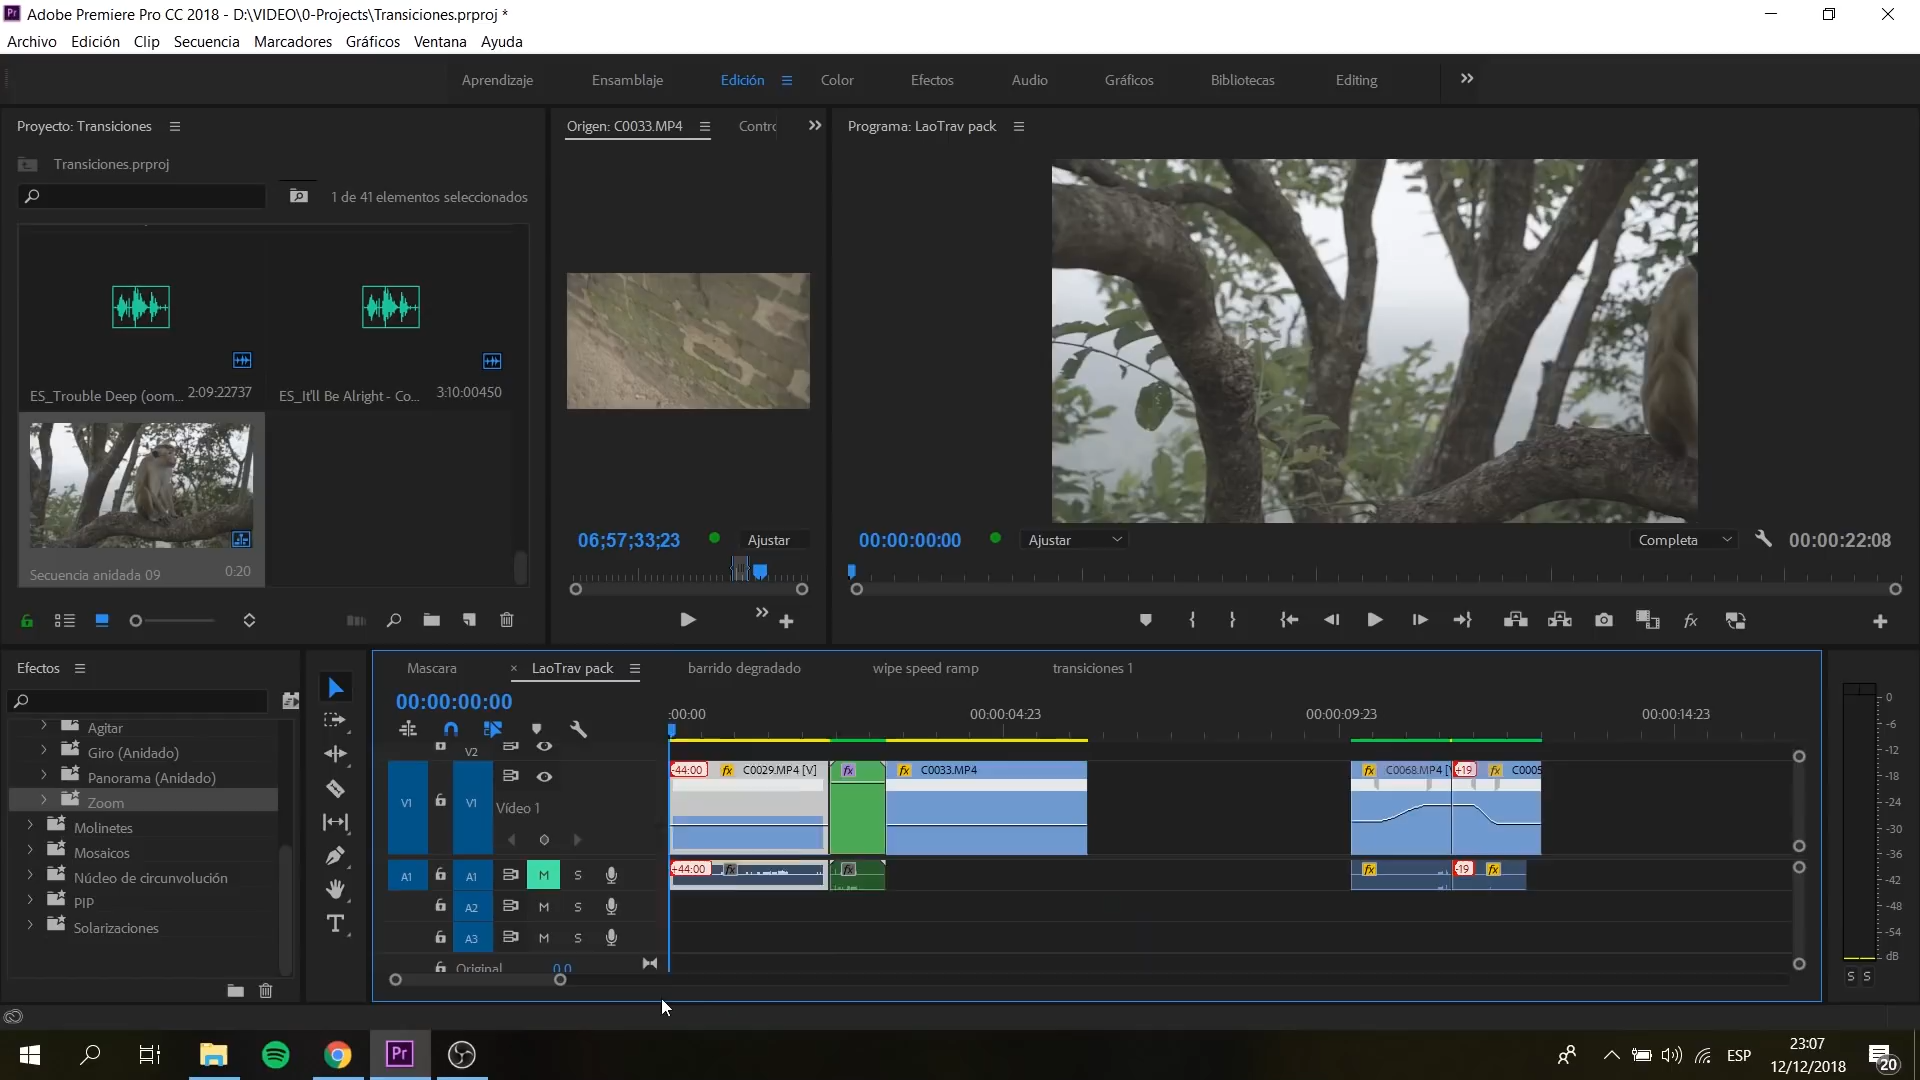 Adobe Premiere Pro CC 2018 - D:\VIDEO\0-Projects\Transiciones.prproj *
Archivo Edición Clip Secuencia Marcadores Gráficos Ventana Ayuda
Aprendizaje Ensamblaje Edición Color Efectos Audio Gráficos Bibliotecas Editing
Proyecto: Transiciones
Origen: C0033.MP4
Contrc
Programa: LaoTrav pack
Transiciones.prproj
1 de 41 elementos seleccionados
ES_Trouble Deep (oom... 2:09:22737
ES_It'll Be Alright - Co... 3:10:00450
Secuencia anidada 09 0:20
06;57;33;23 Ajustar
00:00:00:00 Ajustar Completa 00:00:22:08
Efectos
Agitar
Giro (Anidado)
Panorama (Anidado)
Zoom
Molinetes
Mosaicos
Núcleo de circunvolución
PIP
Solarizaciones
Mascara × LaoTrav pack barrido degradado wipe speed ramp transiciones 1
00:00:00:00
:00:00 00:00:04:23 00:00:09:23 00:00:14:23
V2
V1 V1 Vídeo 1
-44:00 fx C0029.MP4 [V] fx fx C0033.MP4 fx C0068.MP4 [V +19 fx C0005
A1 A1 M S
+44:00 fx fx fx -19 fx
A2 M S
A3 M S
Original 0,0
0
-6
-12
-18
-24
-30
-36
-42
-48
-54
dB
S S
Pr
ESP
23:07
12/12/2018
20